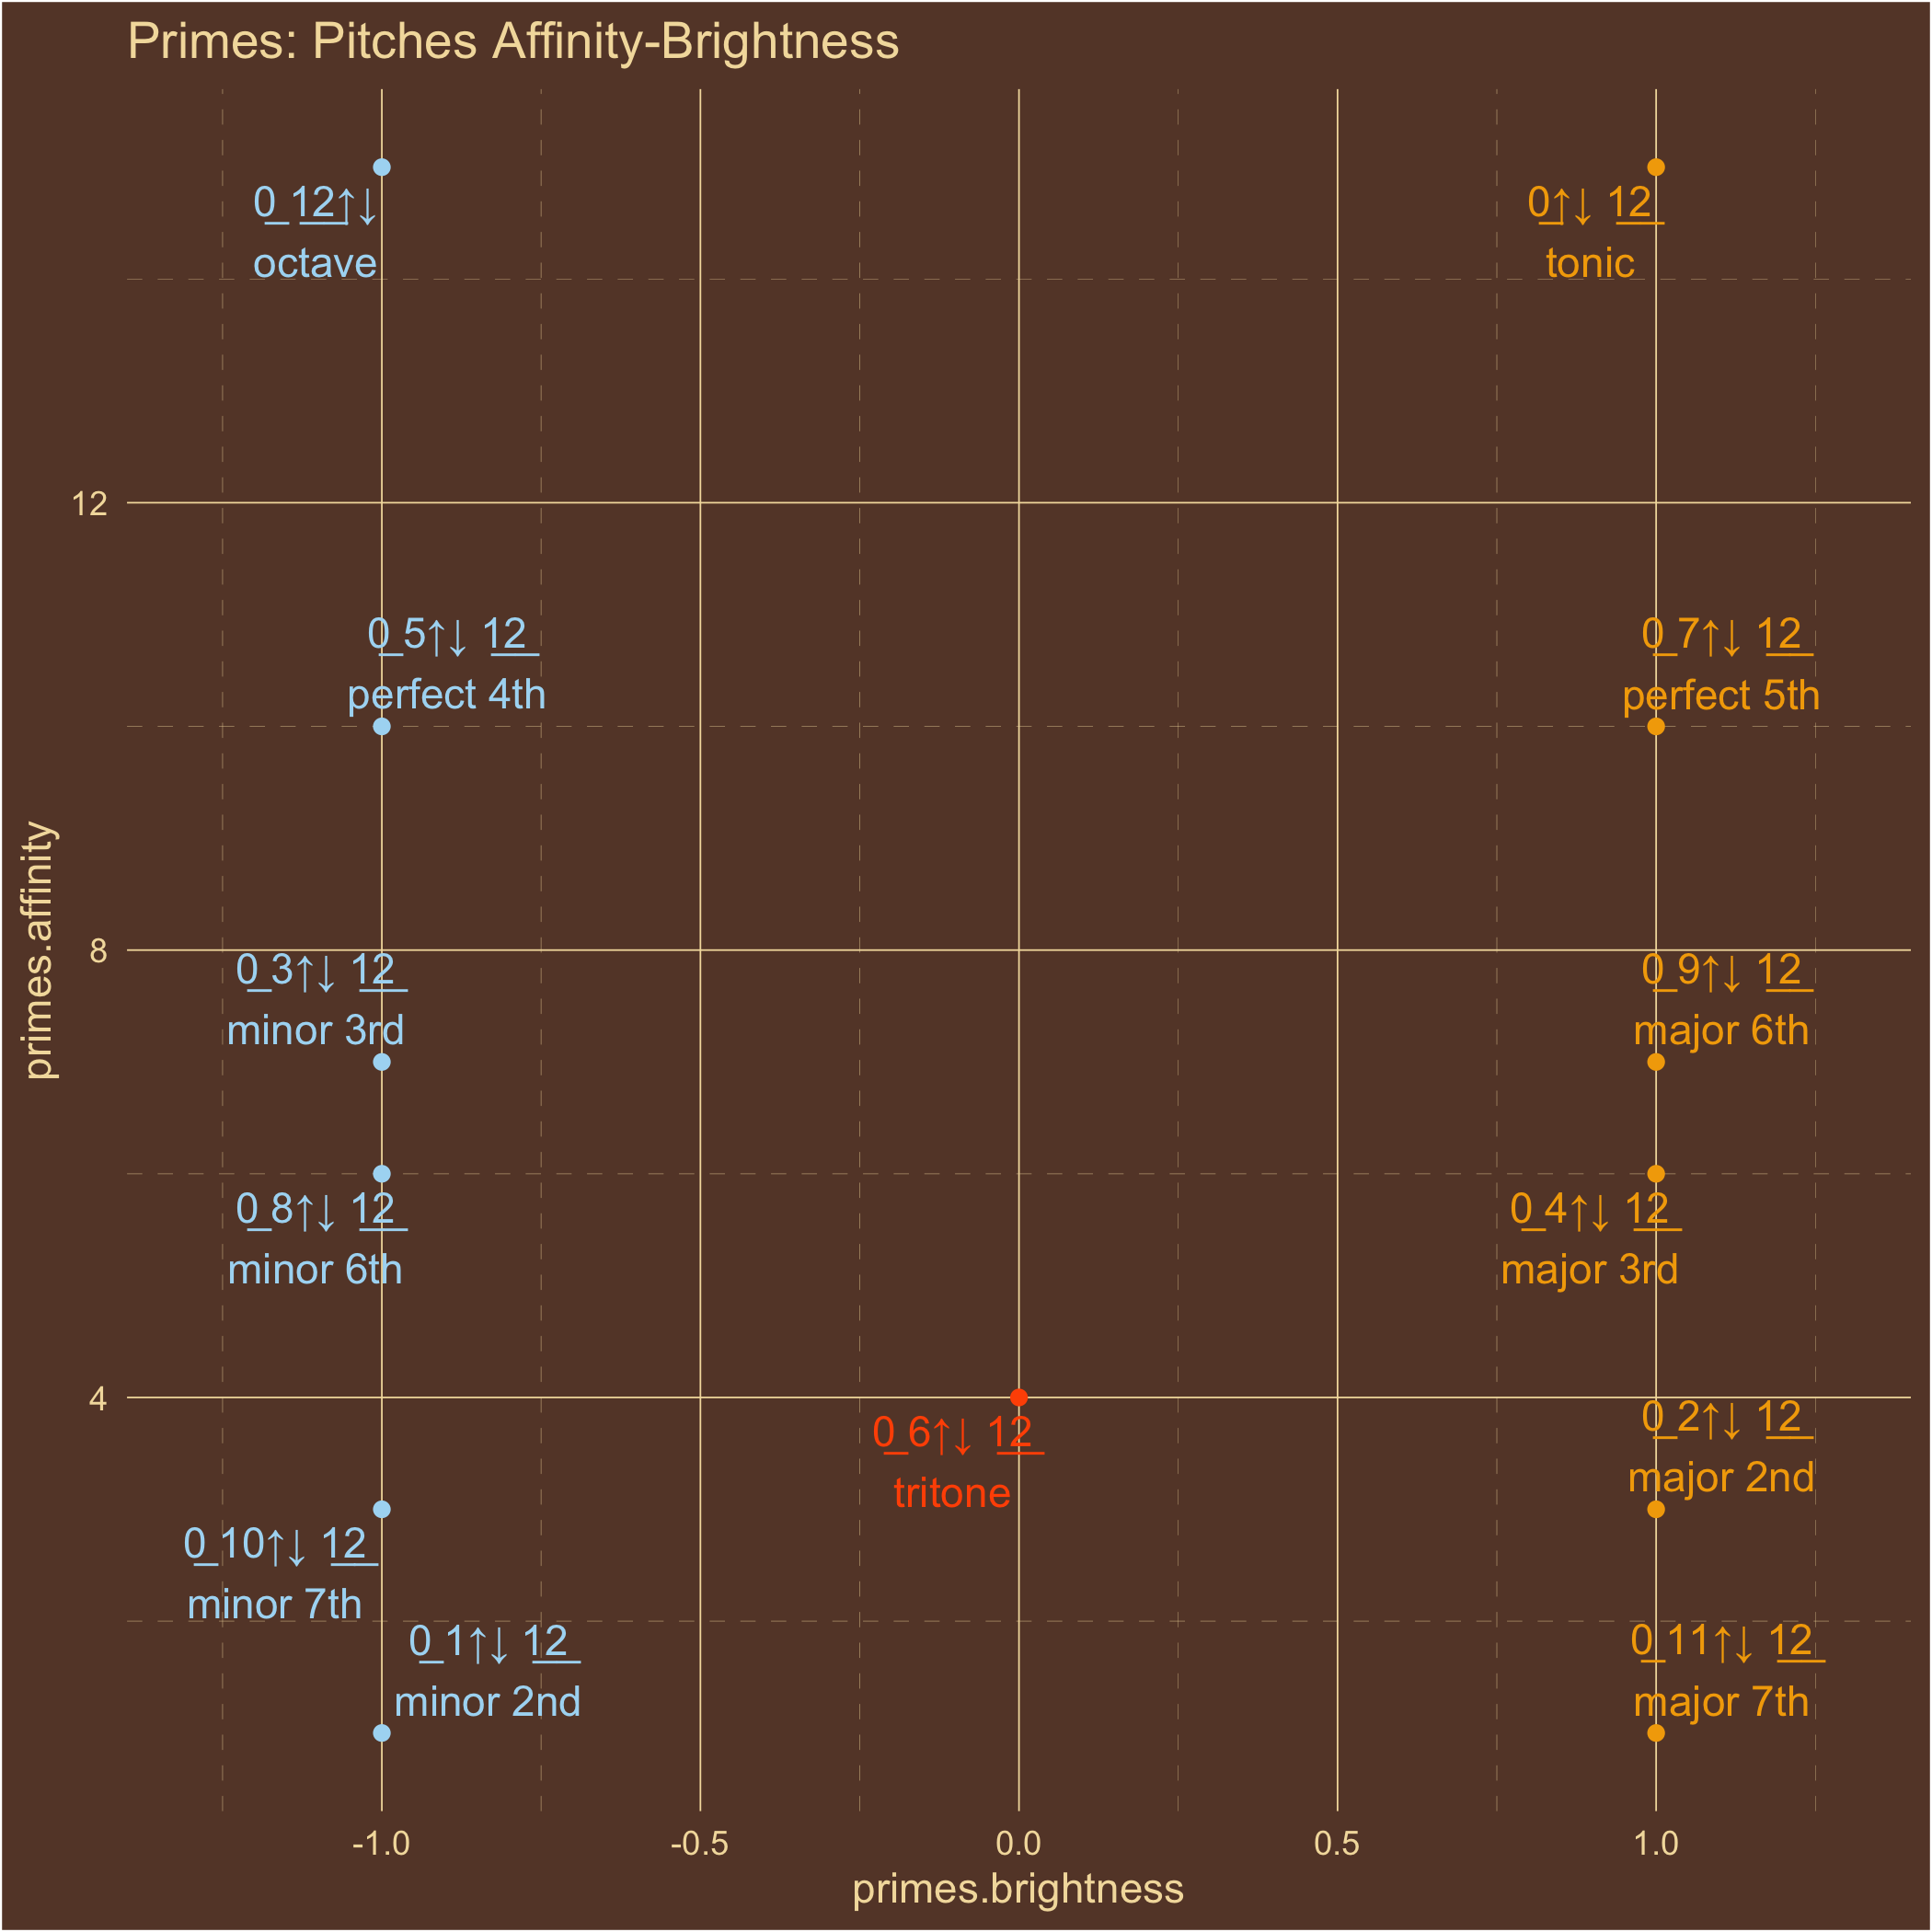 Primes: Pitches Affinity-Brightness
0 12↑↓
octave
0↑↓ 12
tonic
12
0 5↑↓ 12
perfect 4th
0 7↑↓ 12
perfect 5th
primes.affinity
8
0 3↑↓ 12
minor 3rd
0 9↑↓ 12
major 6th
0 8↑↓ 12
minor 6th
0 4↑↓ 12
major 3rd
4
0 6↑↓ 12
tritone
0 2↑↓ 12
major 2nd
0 10↑↓ 12
minor 7th
0 1↑↓ 12
minor 2nd
0 11↑↓ 12
major 7th
-1.0 -0.5 0.0 0.5 1.0
primes.brightness